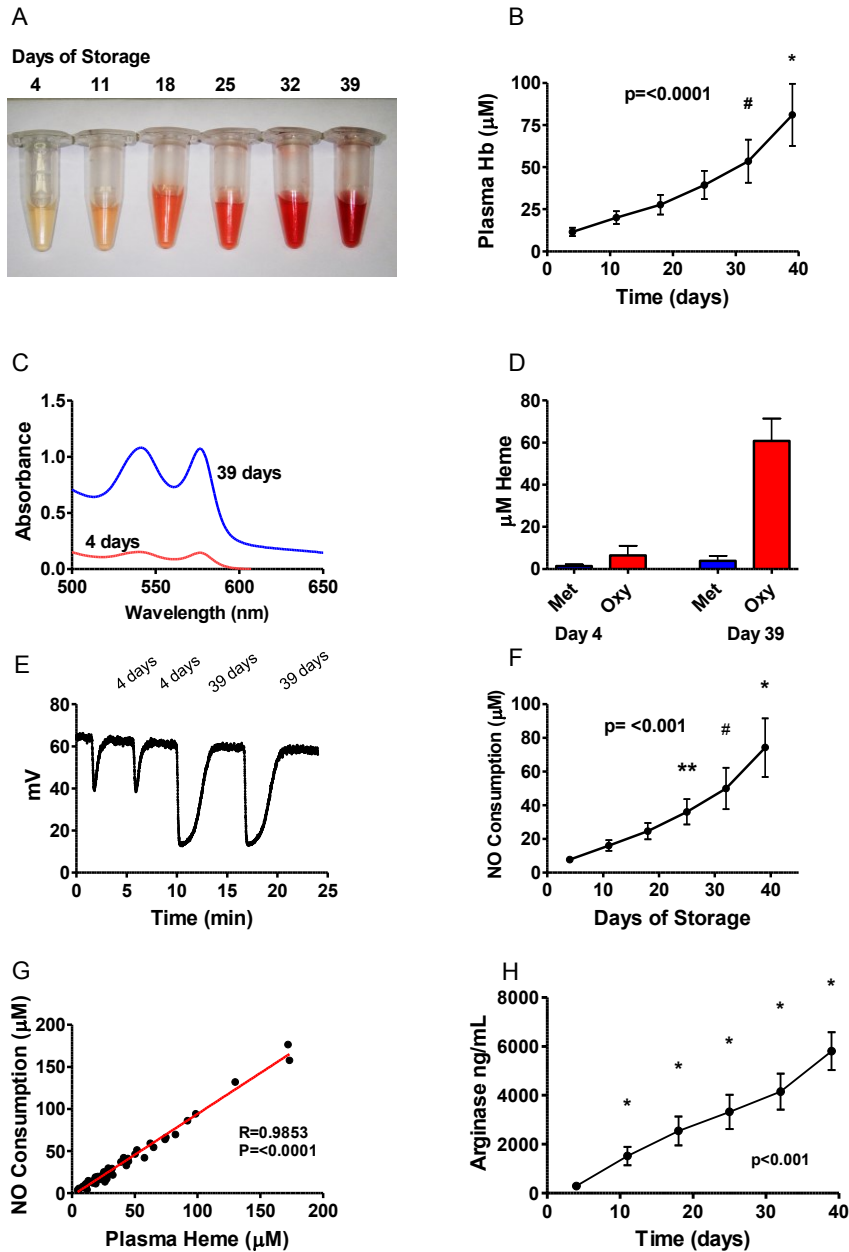 A
Days of Storage
4 11 18 25 32 39
B
Plasma Hb (μM)
100
75
50
25
0
p=<0.0001
#
*
0 10 20 30 40
Time (days)
C
Absorbance
1.5
1.0
0.5
0.0
39 days
4 days
500 550 600 650
Wavelength (nm)
D
μM Heme
80
60
40
20
0
Met Oxy Met Oxy
Day 4 Day 39
E
4 days 4 days 39 days 39 days
mV
80
60
40
20
0
0 5 10 15 20 25
Time (min)
F
NO Consumption (μM)
100
80
60
40
20
0
p= <0.001
**
#
*
0 10 20 30 40
Days of Storage
G
NO Consumption (μM)
200
150
100
50
0
R=0.9853
P=<0.0001
0 50 100 150 200
Plasma Heme (μM)
H
Arginase ng/mL
8000
6000
4000
2000
0
*
*
*
*
*
p<0.001
0 10 20 30 40
Time (days)